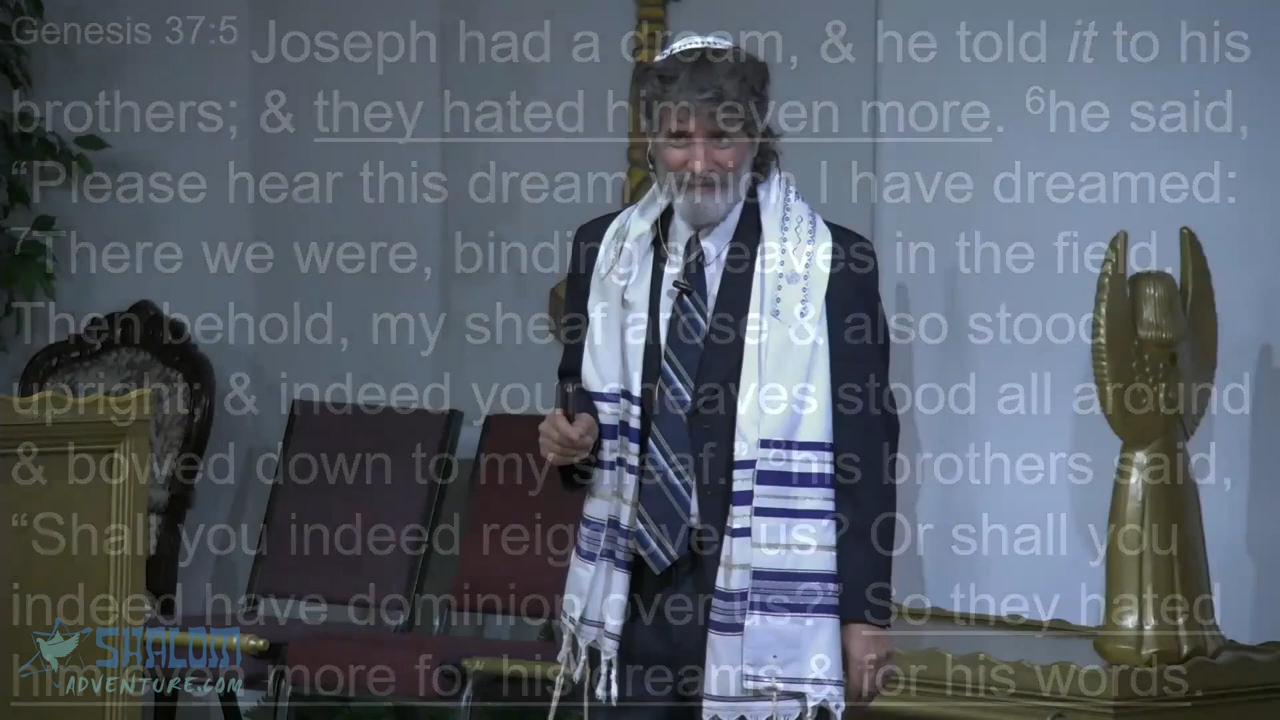 Genesis 37:5 Joseph had a dream, & he told it to his
brothers; & they hated him even more. ⁶he said,
“Please hear this dream which I have dreamed:
⁷There we were, binding sheaves in the field.
Then behold, my sheaf arose & also stood
upright; & indeed your sheaves stood all around
& bowed down to my sheaf.” ⁸his brothers said,
“Shall you indeed reign over us? Or shall you
indeed have dominion over us?” So they hated
him even more for his dreams & for his words.
SHALOM
ADVENTURE.COM